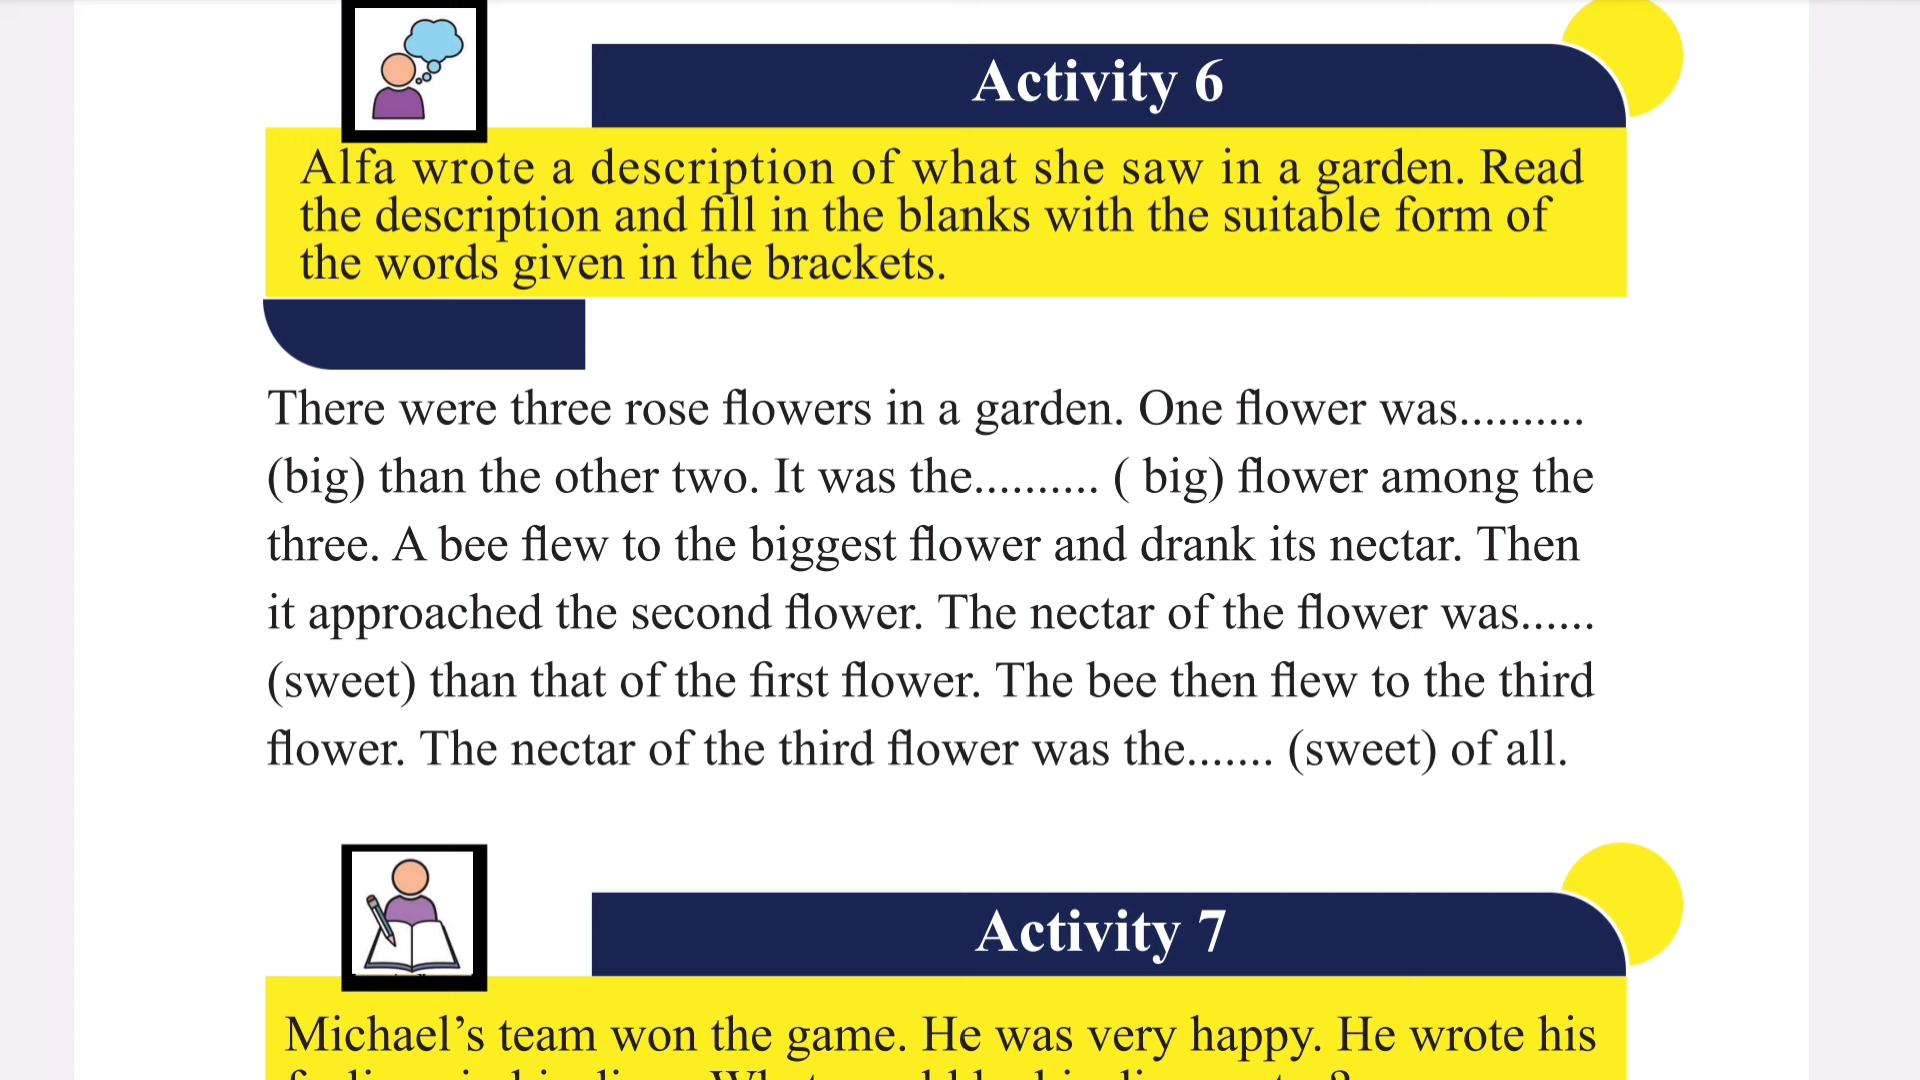 Activity 6
Alfa wrote a description of what she saw in a garden. Read
the description and fill in the blanks with the suitable form of
the words given in the brackets.
There were three rose flowers in a garden. One flower was..........
(big) than the other two. It was the.......... ( big) flower among the
three. A bee flew to the biggest flower and drank its nectar. Then
it approached the second flower. The nectar of the flower was......
(sweet) than that of the first flower. The bee then flew to the third
flower. The nectar of the third flower was the....... (sweet) of all.
Activity 7
Michael’s team won the game. He was very happy. He wrote his